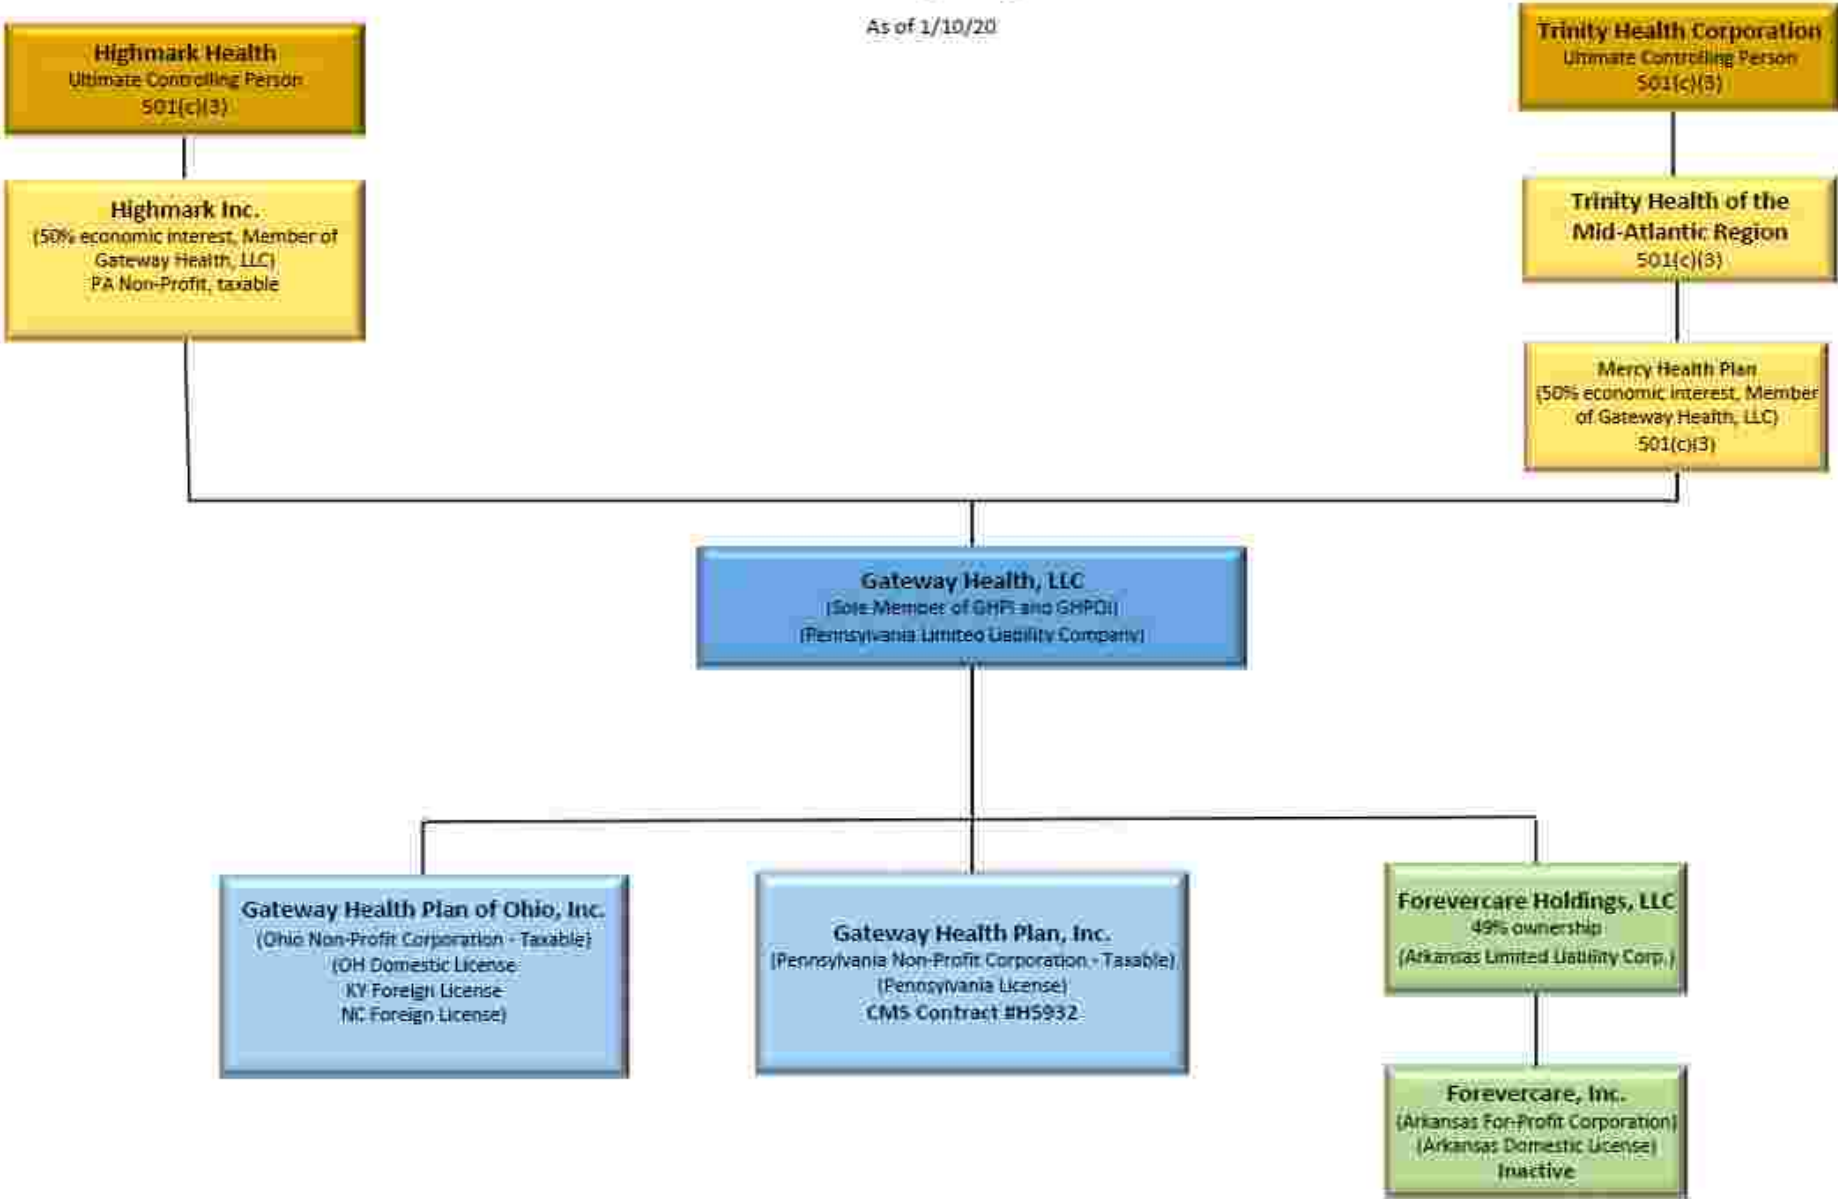 As of 1/10/20
Highmark Health
Ultimate Controlling Person
501(c)(3)
Trinity Health Corporation
Ultimate Controlling Person
501(c)(3)
Highmark Inc.
(50% economic interest, Member of
Gateway Health, LLC)
PA Non-Profit, taxable
Trinity Health of the
Mid-Atlantic Region
501(c)(3)
Mercy Health Plan
(50% economic interest, Member
of Gateway Health, LLC)
501(c)(3)
Gateway Health, LLC
(Sole Member of GHPI and GHPOI)
(Pennsylvania Limited Liability Company)
Gateway Health Plan of Ohio, Inc.
(Ohio Non-Profit Corporation - Taxable)
(OH Domestic License
KY Foreign License
NC Foreign License)
Gateway Health Plan, Inc.
(Pennsylvania Non-Profit Corporation - Taxable)
(Pennsylvania License)
CMS Contract #H5932
Forevercare Holdings, LLC
49% ownership
(Arkansas Limited Liability Corp.)
Forevercare, Inc.
(Arkansas For-Profit Corporation)
(Arkansas Domestic License)
Inactive